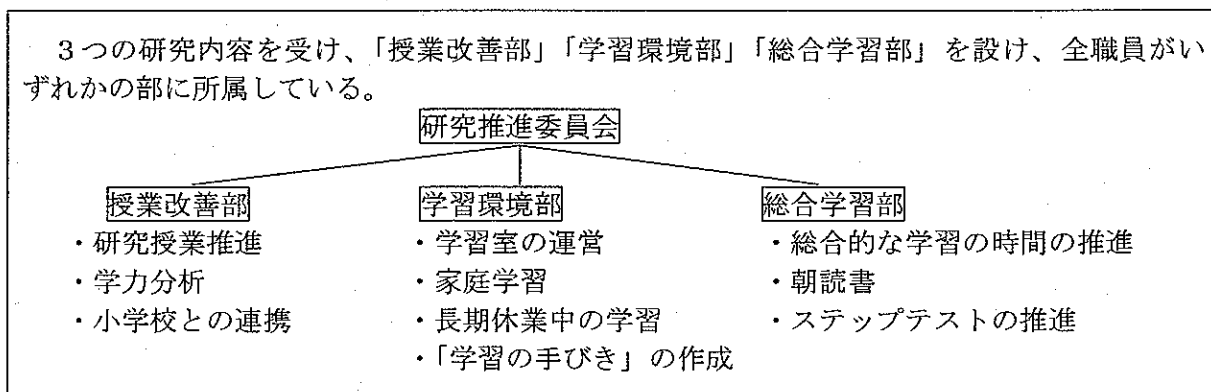 3つの研究内容を受け、「授業改善部」「学習環境部」「総合学習部」を設け、全職員がい
ずれかの部に所属している。
研究推進委員会
授業改善部
・研究授業推進
・学力分析
・小学校との連携
学習環境部
・学習室の運営
・家庭学習
・長期休業中の学習
・「学習の手びき」の作成
総合学習部
・総合的な学習の時間の推進
・朝読書
・ステップテストの推進